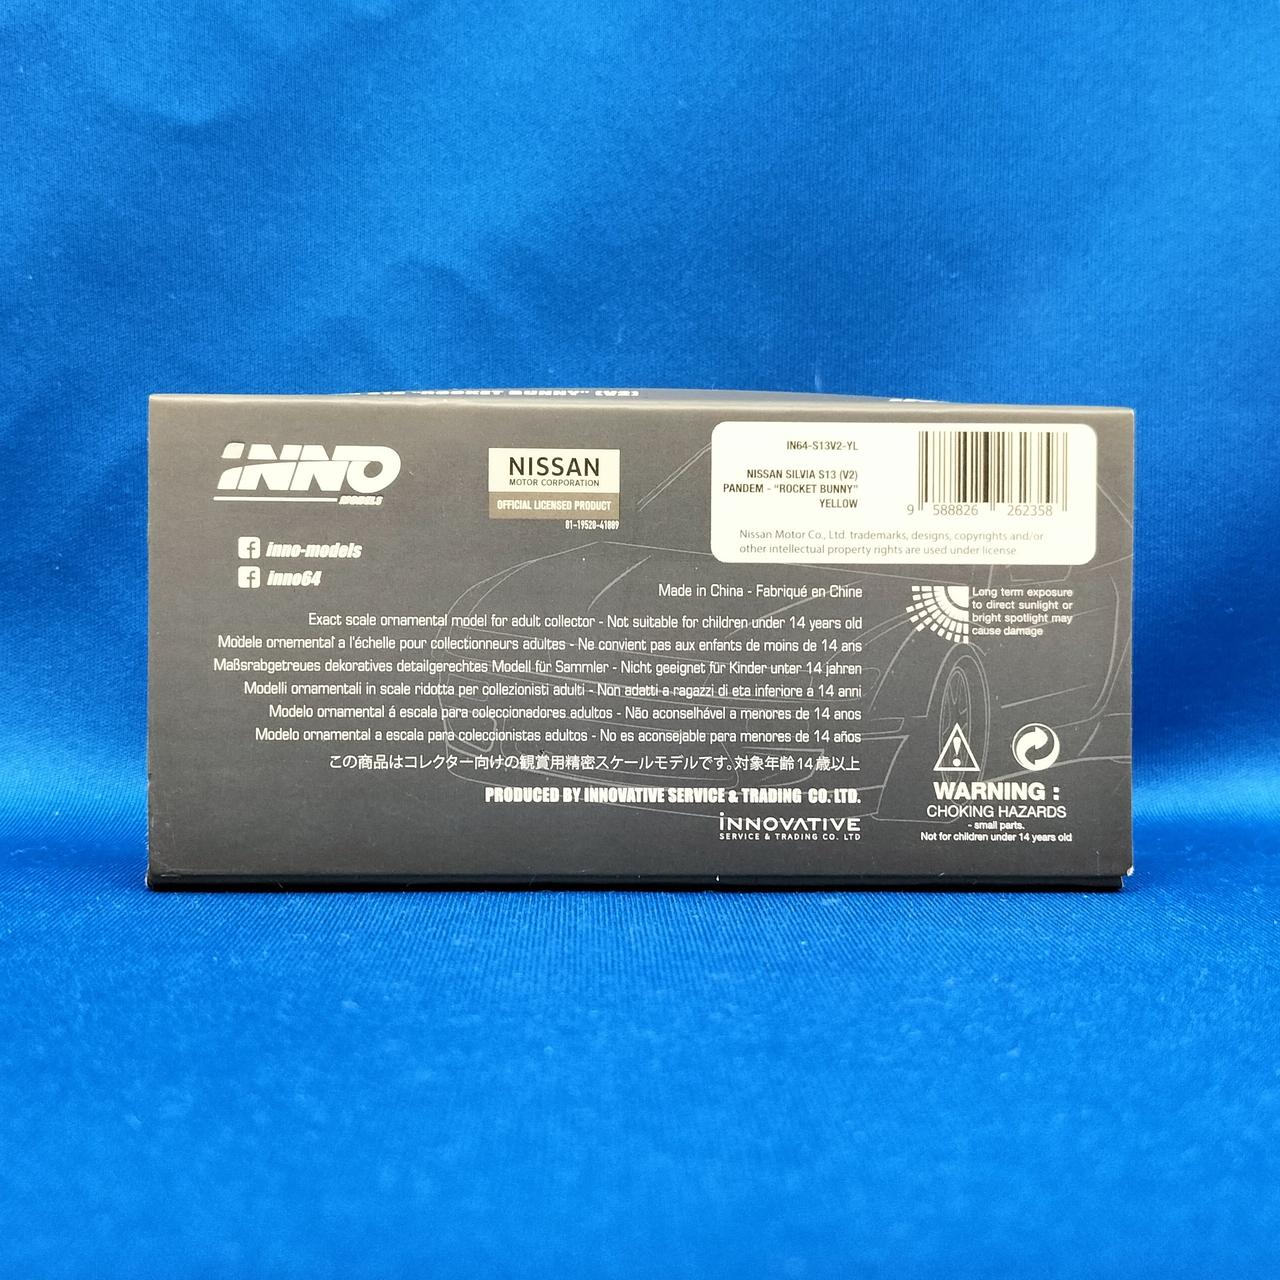 "ROCKET BUNNY" (V2)
INNO
MODELS
inno-models
inno64
NISSAN
MOTOR CORPORATION
OFFICIAL LICENSED PRODUCT
01-19520-41009
IN64-S13V2-YL
NISSAN SILVIA S13 (V2)
PANDEM - "ROCKET BUNNY"
YELLOW
9 588826 262358
Nissan Motor Co., Ltd. trademarks, designs, copyrights and/or
other intellectual property rights are used under license.
Made in China - Fabriqué en Chine
Long term exposure
to direct sunlight or
bright spotlight may
cause damage
Exact scale ornamental model for adult collector - Not suitable for children under 14 years old
Modèle ornemental a l'échelle pour collectionneurs adultes - Ne convient pas aux enfants de moins de 14 ans
Maßsrabgetreues dekoratives detailgerechtes Modell für Sammler - Nicht geeignet für Kinder unter 14 jahren
Modelli ornamentali in scale ridotta per collezionisti adulti - Non adatti a ragazzi di eta inferiore á 14 anni
Modelo ornamental á escala para coleccionadores adultos - Não aconselhável a menores de 14 anos
Modelo ornamental a escala para coleccionistas adultos - No es aconsejable para menores de 14 años
この商品はコレクター向けの観賞用精密スケールモデルです。対象年齢14歳以上
PRODUCED BY INNOVATIVE SERVICE & TRADING CO. LTD.
INNOVATIVE
SERVICE & TRADING CO. LTD
WARNING :
CHOKING HAZARDS
- small parts.
Not for children under 14 years old